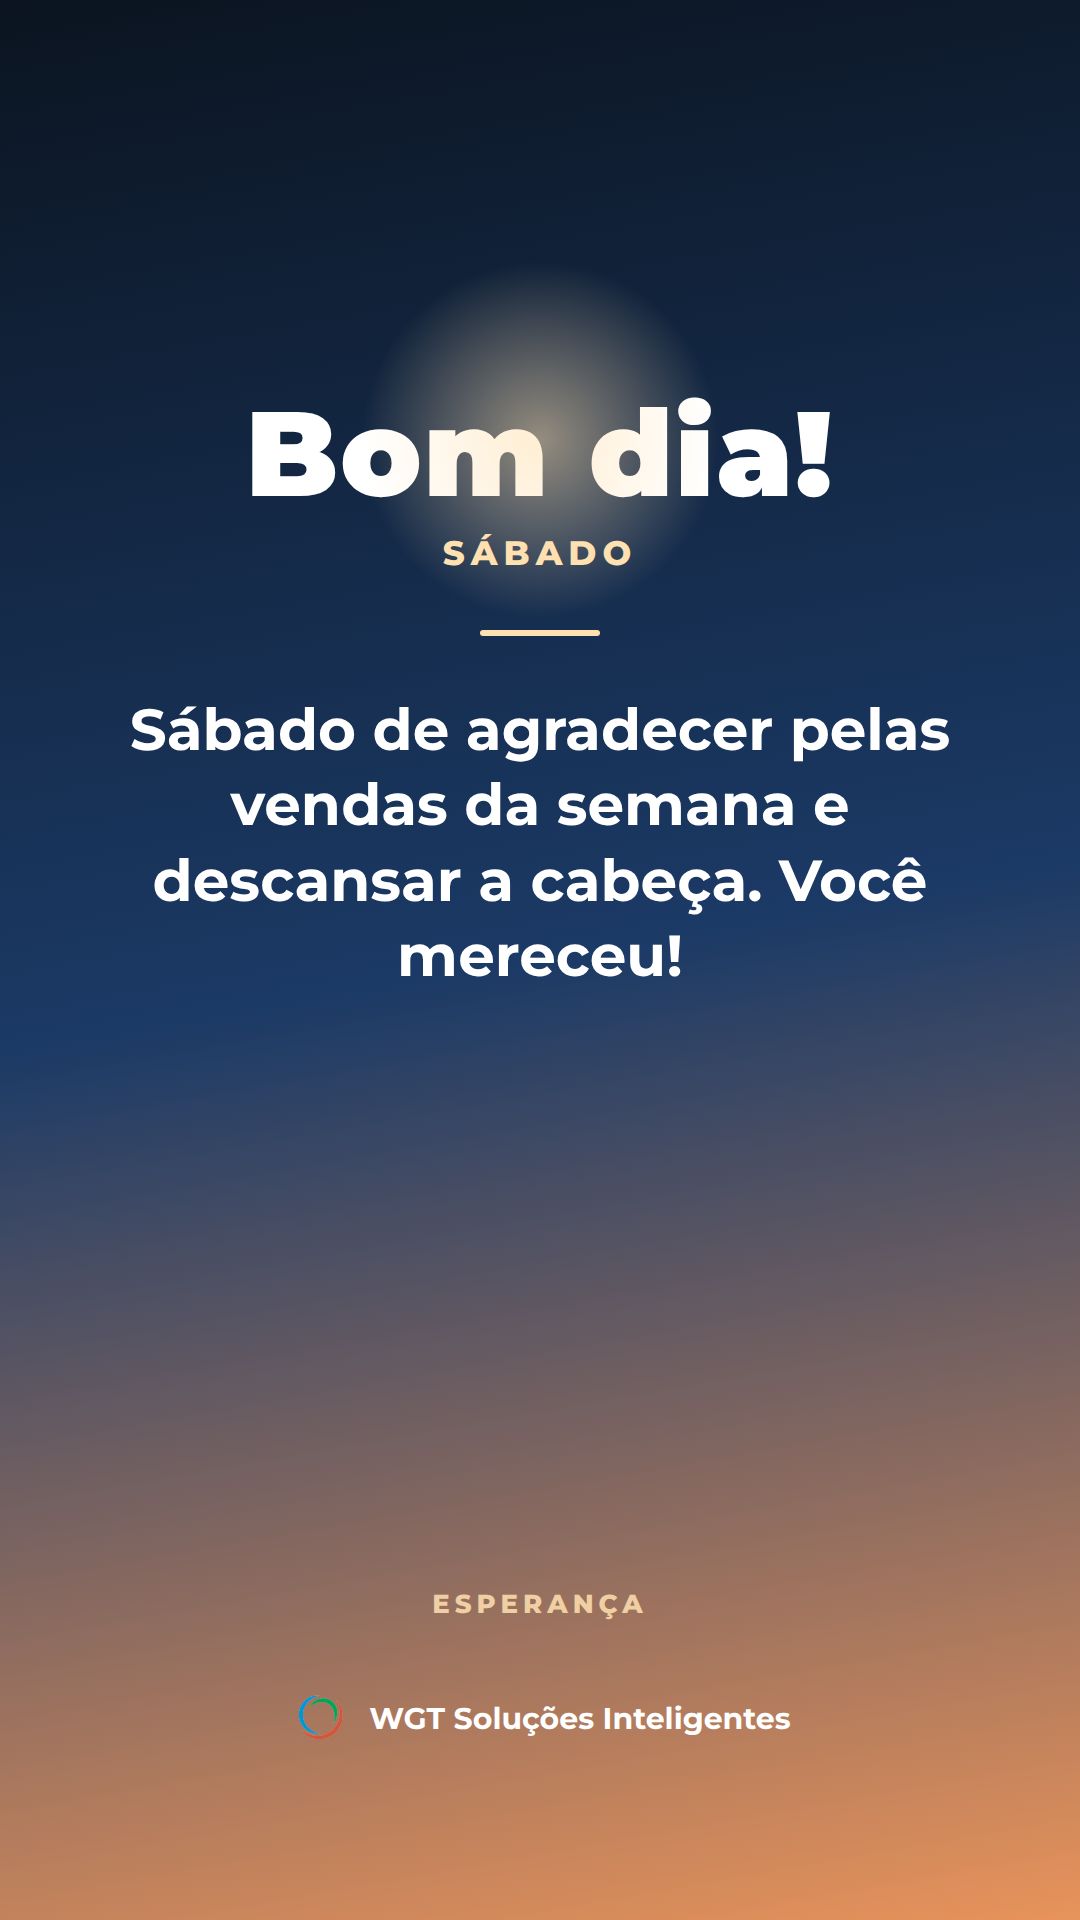 Bom dia!
SÁBADO
Sábado de agradecer pelas
vendas da semana e
descansar a cabeça. Você
mereceu!
ESPERANÇA
WGT Soluções Inteligentes